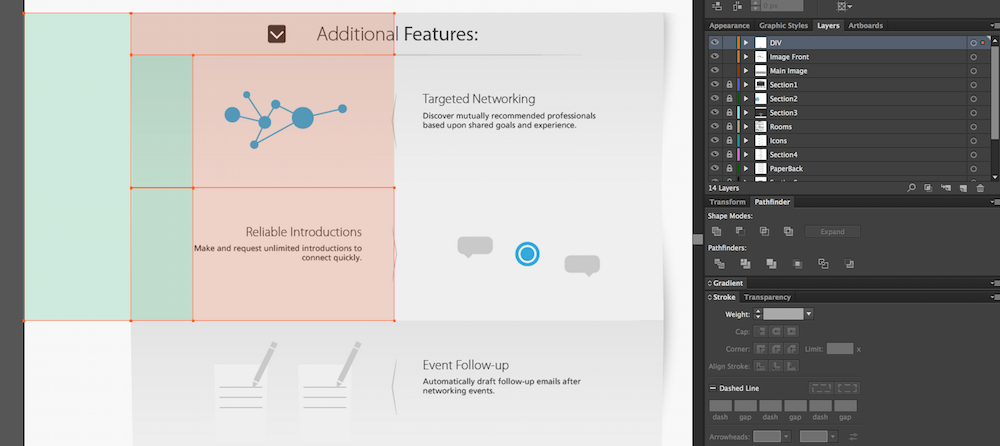 0 px
Appearance Graphic Styles Layers Artboards
Additional Features:
DIV
Image Front
Main Image
Section1
Section2
Section3
Rooms
Icons
Section4
PaperBack
14 Layers
Targeted Networking
Discover mutually recommended professionals
based upon shared goals and experience.
Reliable Introductions
Make and request unlimited introductions to
connect quickly.
Event Follow-up
Automatically draft follow-up emails after
networking events.
Transform Pathfinder
Shape Modes:
Expand
Pathfinders:
Gradient
Stroke Transparency
Weight:
Cap:
Corner: Limit: x
Align Stroke:
Dashed Line
dash gap dash gap dash gap
Arrowheads: